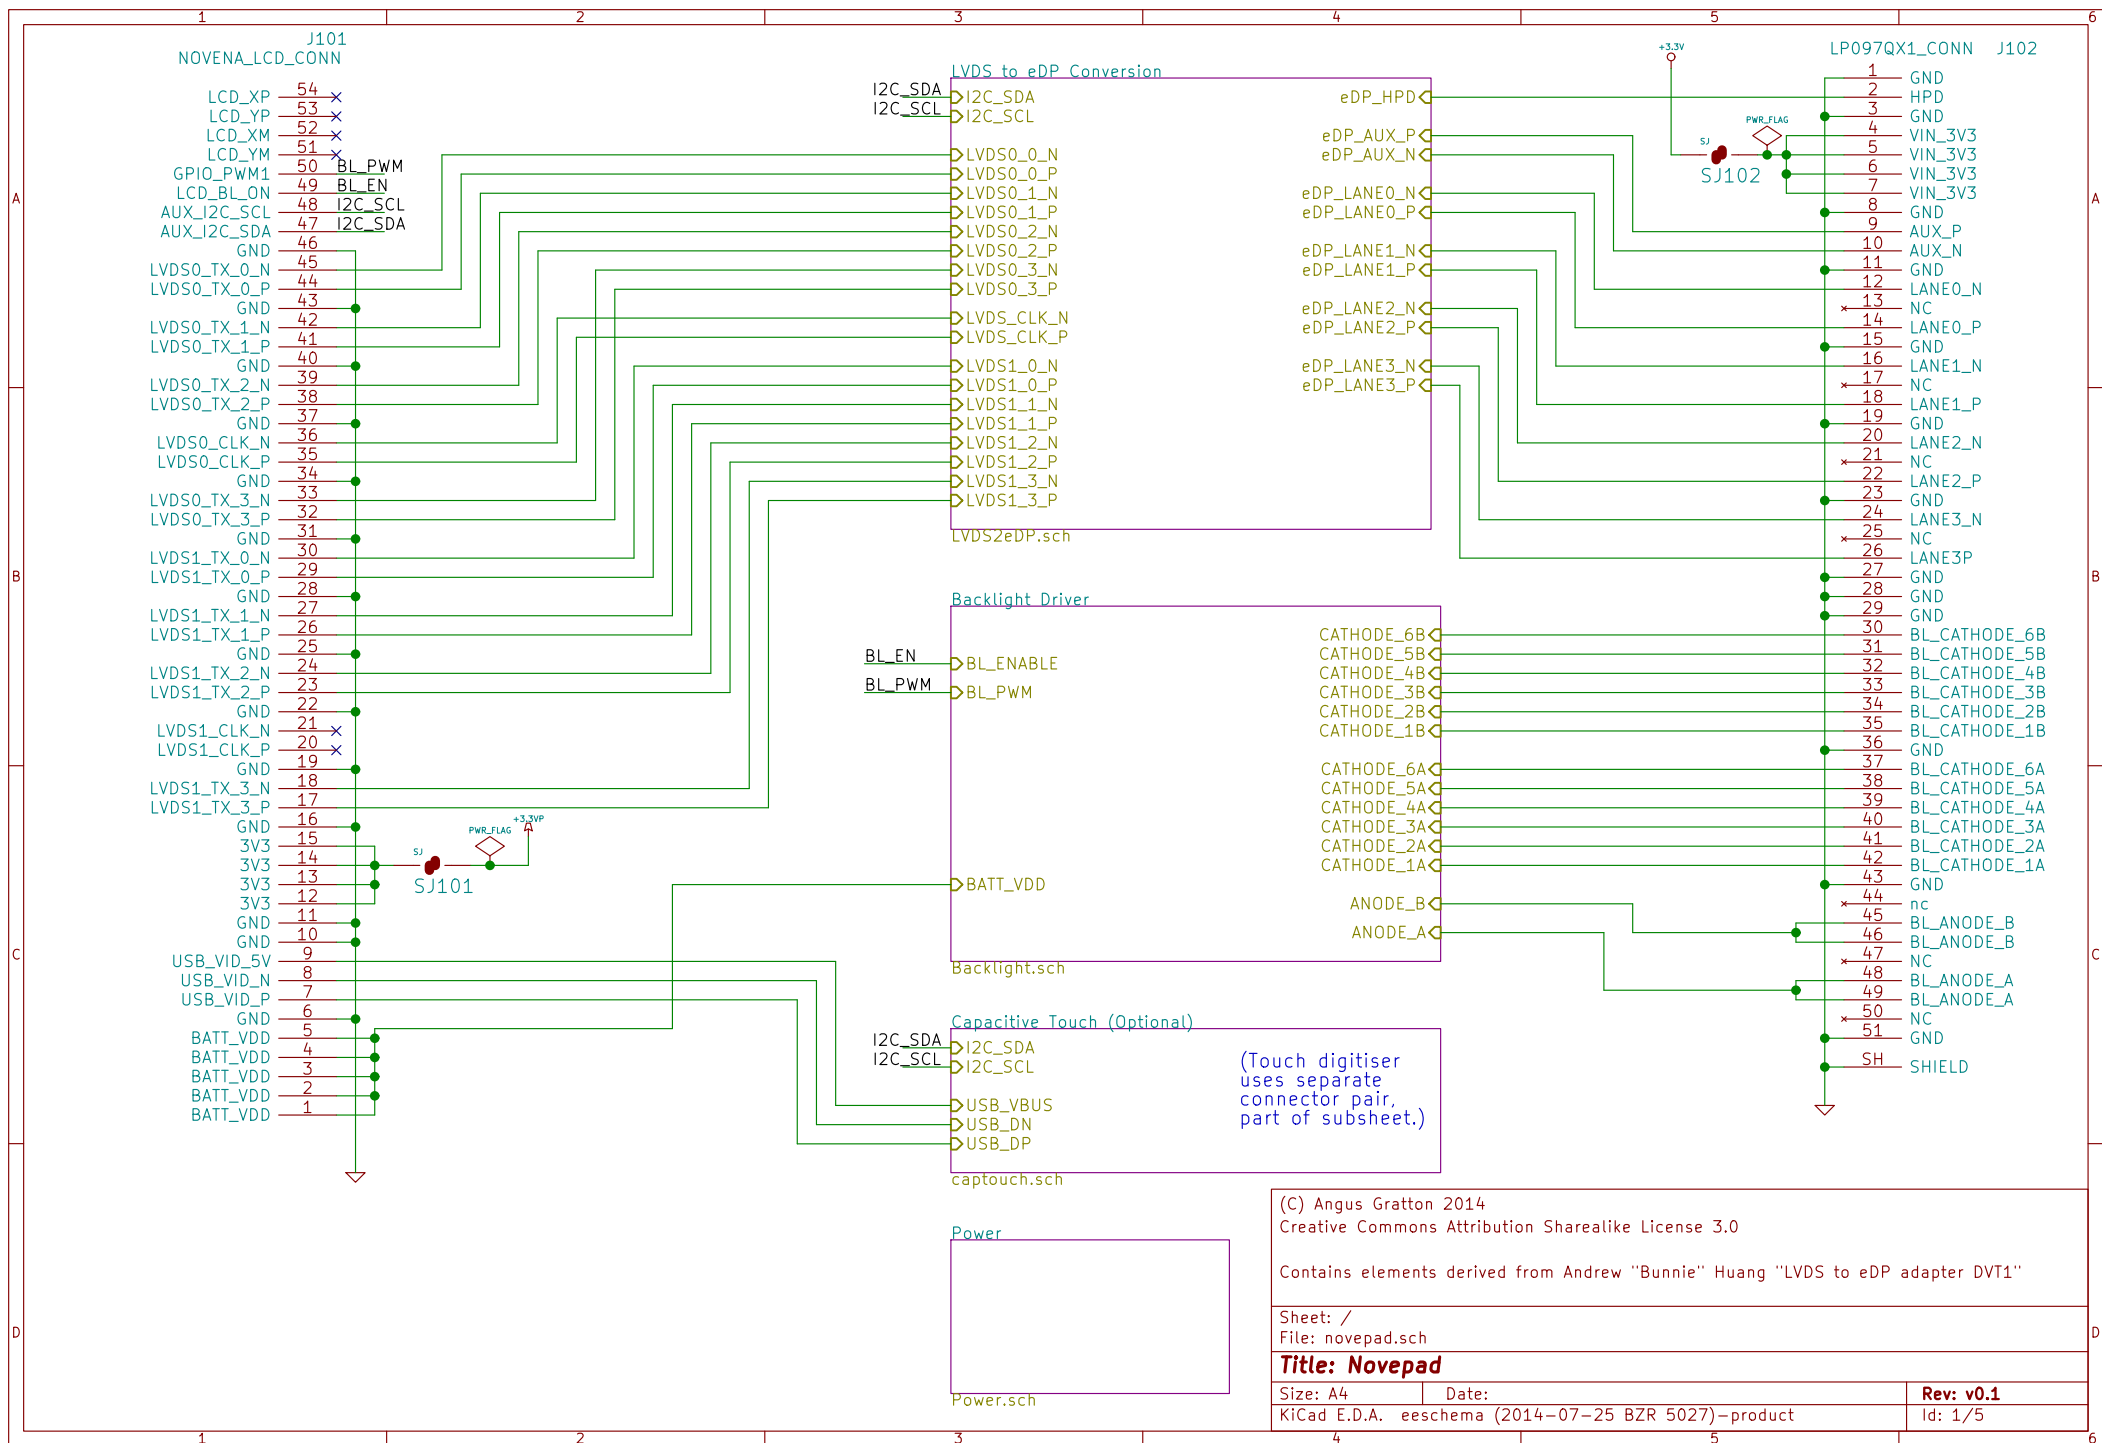 1 2 3 4 5 6
J101
NOVENA_LCD_CONN
LCD_XP 54
LCD_YP 53
LCD_XM 52
LCD_YM 51
GPIO_PWM1 50 BL_PWM
LCD_BL_ON 49 BL_EN
AUX_I2C_SCL 48 I2C_SCL
AUX_I2C_SDA 47 I2C_SDA
GND 46
LVDS0_TX_0_N 45
LVDS0_TX_0_P 44
GND 43
LVDS0_TX_1_N 42
LVDS0_TX_1_P 41
GND 40
LVDS0_TX_2_N 39
LVDS0_TX_2_P 38
GND 37
LVDS0_CLK_N 36
LVDS0_CLK_P 35
GND 34
LVDS0_TX_3_N 33
LVDS0_TX_3_P 32
GND 31
LVDS1_TX_0_N 30
LVDS1_TX_0_P 29
GND 28
LVDS1_TX_1_N 27
LVDS1_TX_1_P 26
GND 25
LVDS1_TX_2_N 24
LVDS1_TX_2_P 23
GND 22
LVDS1_CLK_N 21
LVDS1_CLK_P 20
GND 19
LVDS1_TX_3_N 18
LVDS1_TX_3_P 17
GND 16
3V3 15
3V3 14
3V3 13
3V3 12
GND 11
GND 10
USB_VID_5V 9
USB_VID_N 8
USB_VID_P 7
GND 6
BATT_VDD 5
BATT_VDD 4
BATT_VDD 3
BATT_VDD 2
BATT_VDD 1
SJ
SJ101
PWR_FLAG
+3.3VP
LVDS to eDP Conversion
I2C_SDA I2C_SDA
I2C_SCL I2C_SCL
LVDS0_0_N
LVDS0_0_P
LVDS0_1_N
LVDS0_1_P
LVDS0_2_N
LVDS0_2_P
LVDS0_3_N
LVDS0_3_P
LVDS_CLK_N
LVDS_CLK_P
LVDS1_0_N
LVDS1_0_P
LVDS1_1_N
LVDS1_1_P
LVDS1_2_N
LVDS1_2_P
LVDS1_3_N
LVDS1_3_P
eDP_HPD
eDP_AUX_P
eDP_AUX_N
eDP_LANE0_N
eDP_LANE0_P
eDP_LANE1_N
eDP_LANE1_P
eDP_LANE2_N
eDP_LANE2_P
eDP_LANE3_N
eDP_LANE3_P
LVDS2eDP.sch
Backlight Driver
BL_EN BL_ENABLE
BL_PWM BL_PWM
BATT_VDD
CATHODE_6B
CATHODE_5B
CATHODE_4B
CATHODE_3B
CATHODE_2B
CATHODE_1B
CATHODE_6A
CATHODE_5A
CATHODE_4A
CATHODE_3A
CATHODE_2A
CATHODE_1A
ANODE_B
ANODE_A
Backlight.sch
Capacitive Touch (Optional)
I2C_SDA I2C_SDA
I2C_SCL I2C_SCL
USB_VBUS
USB_DN
USB_DP
(Touch digitiser
uses separate
connector pair,
part of subsheet.)
captouch.sch
Power
Power.sch
+3.3V
SJ
SJ102
PWR_FLAG
LP097QX1_CONN J102
1 GND
2 HPD
3 GND
4 VIN_3V3
5 VIN_3V3
6 VIN_3V3
7 VIN_3V3
8 GND
9 AUX_P
10 AUX_N
11 GND
12 LANE0_N
13 NC
14 LANE0_P
15 GND
16 LANE1_N
17 NC
18 LANE1_P
19 GND
20 LANE2_N
21 NC
22 LANE2_P
23 GND
24 LANE3_N
25 NC
26 LANE3P
27 GND
28 GND
29 GND
30 BL_CATHODE_6B
31 BL_CATHODE_5B
32 BL_CATHODE_4B
33 BL_CATHODE_3B
34 BL_CATHODE_2B
35 BL_CATHODE_1B
36 GND
37 BL_CATHODE_6A
38 BL_CATHODE_5A
39 BL_CATHODE_4A
40 BL_CATHODE_3A
41 BL_CATHODE_2A
42 BL_CATHODE_1A
43 GND
44 nc
45 BL_ANODE_B
46 BL_ANODE_B
47 NC
48 BL_ANODE_A
49 BL_ANODE_A
50 NC
51 GND
SH SHIELD
A A
B B
C C
D D
(C) Angus Gratton 2014
Creative Commons Attribution Sharealike License 3.0
Contains elements derived from Andrew "Bunnie" Huang "LVDS to eDP adapter DVT1"
Sheet: /
File: novepad.sch
Title: Novepad
Size: A4 Date: Rev: v0.1
KiCad E.D.A. eeschema (2014-07-25 BZR 5027)-product Id: 1/5
1 2 3 4 5 6